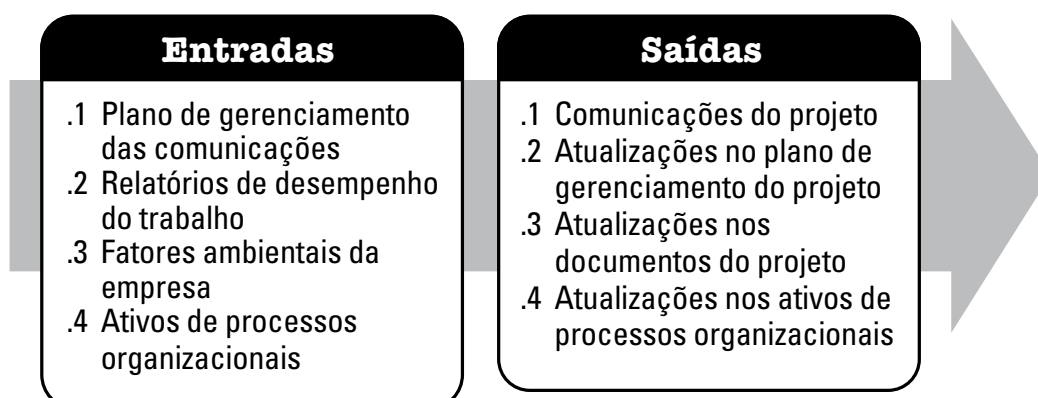 Entradas
.1 Plano de gerenciamento
das comunicações
.2 Relatórios de desempenho
do trabalho
.3 Fatores ambientais da
empresa
.4 Ativos de processos
organizacionais
Saídas
.1 Comunicações do projeto
.2 Atualizações no plano de
gerenciamento do projeto
.3 Atualizações nos
documentos do projeto
.4 Atualizações nos ativos de
processos organizacionais